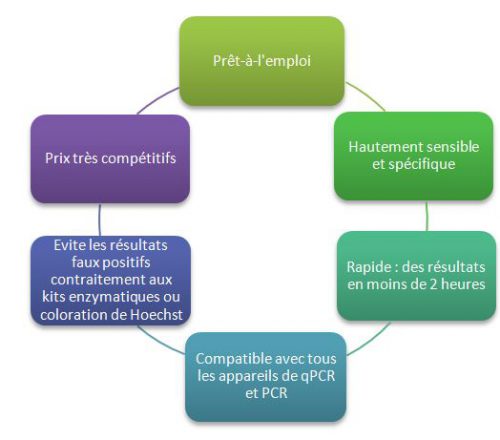 Prêt-à-l'emploi
Hautement sensible
et spécifique
Rapide : des résultats
en moins de 2 heures
Compatible avec tous
les appareils de qPCR
et PCR
Evite les résultats
faux positifs
contraitement aux
kits enzymatiques ou
coloration de Hoechst
Prix très compétitifs